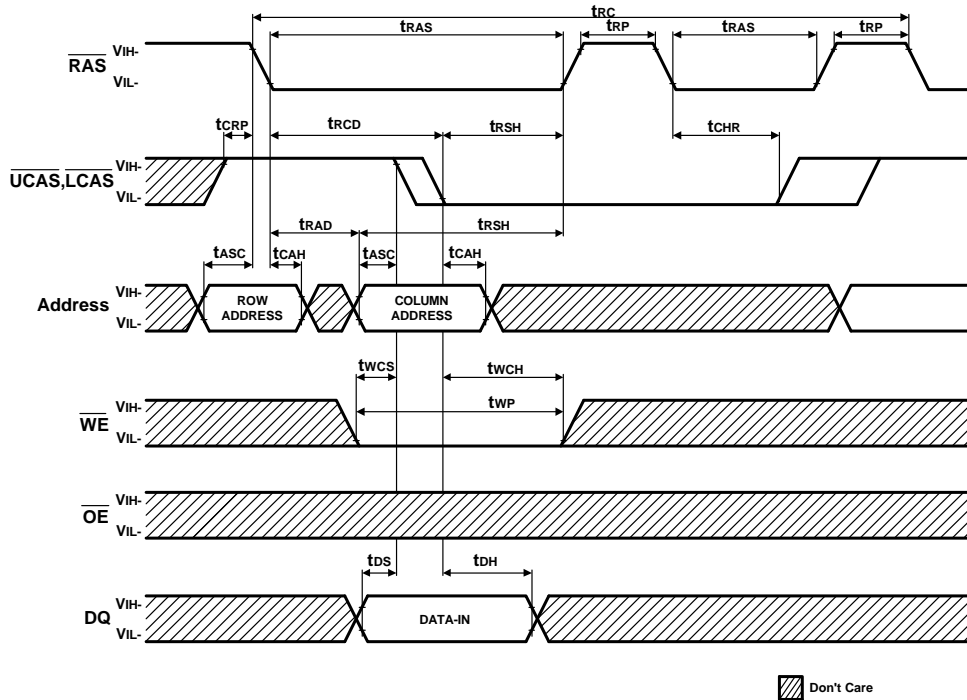 tRC
tRAS tRP tRAS tRP
RAS VIH-
VIL-
tCRP tRCD tRSH tCHR
UCAS,LCAS VIH-
VIL-
tRAD tRSH
tASC tCAH tASC tCAH
Address VIH-
VIL-
ROW ADDRESS
COLUMN ADDRESS
tWCS tWCH
tWP
WE VIH-
VIL-
OE VIH-
VIL-
tDS tDH
DQ VIH-
VIL-
DATA-IN
Don't Care